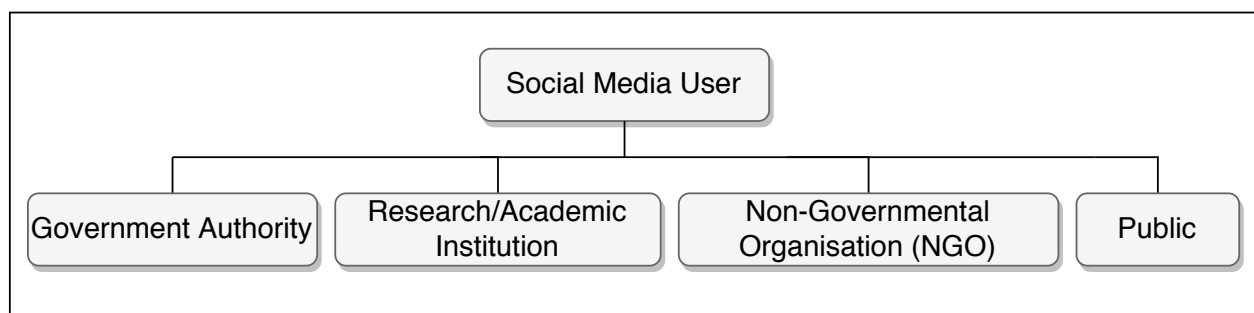 Social Media User
Government Authority
Research/Academic
Institution
Non-Governmental
Organisation (NGO)
Public